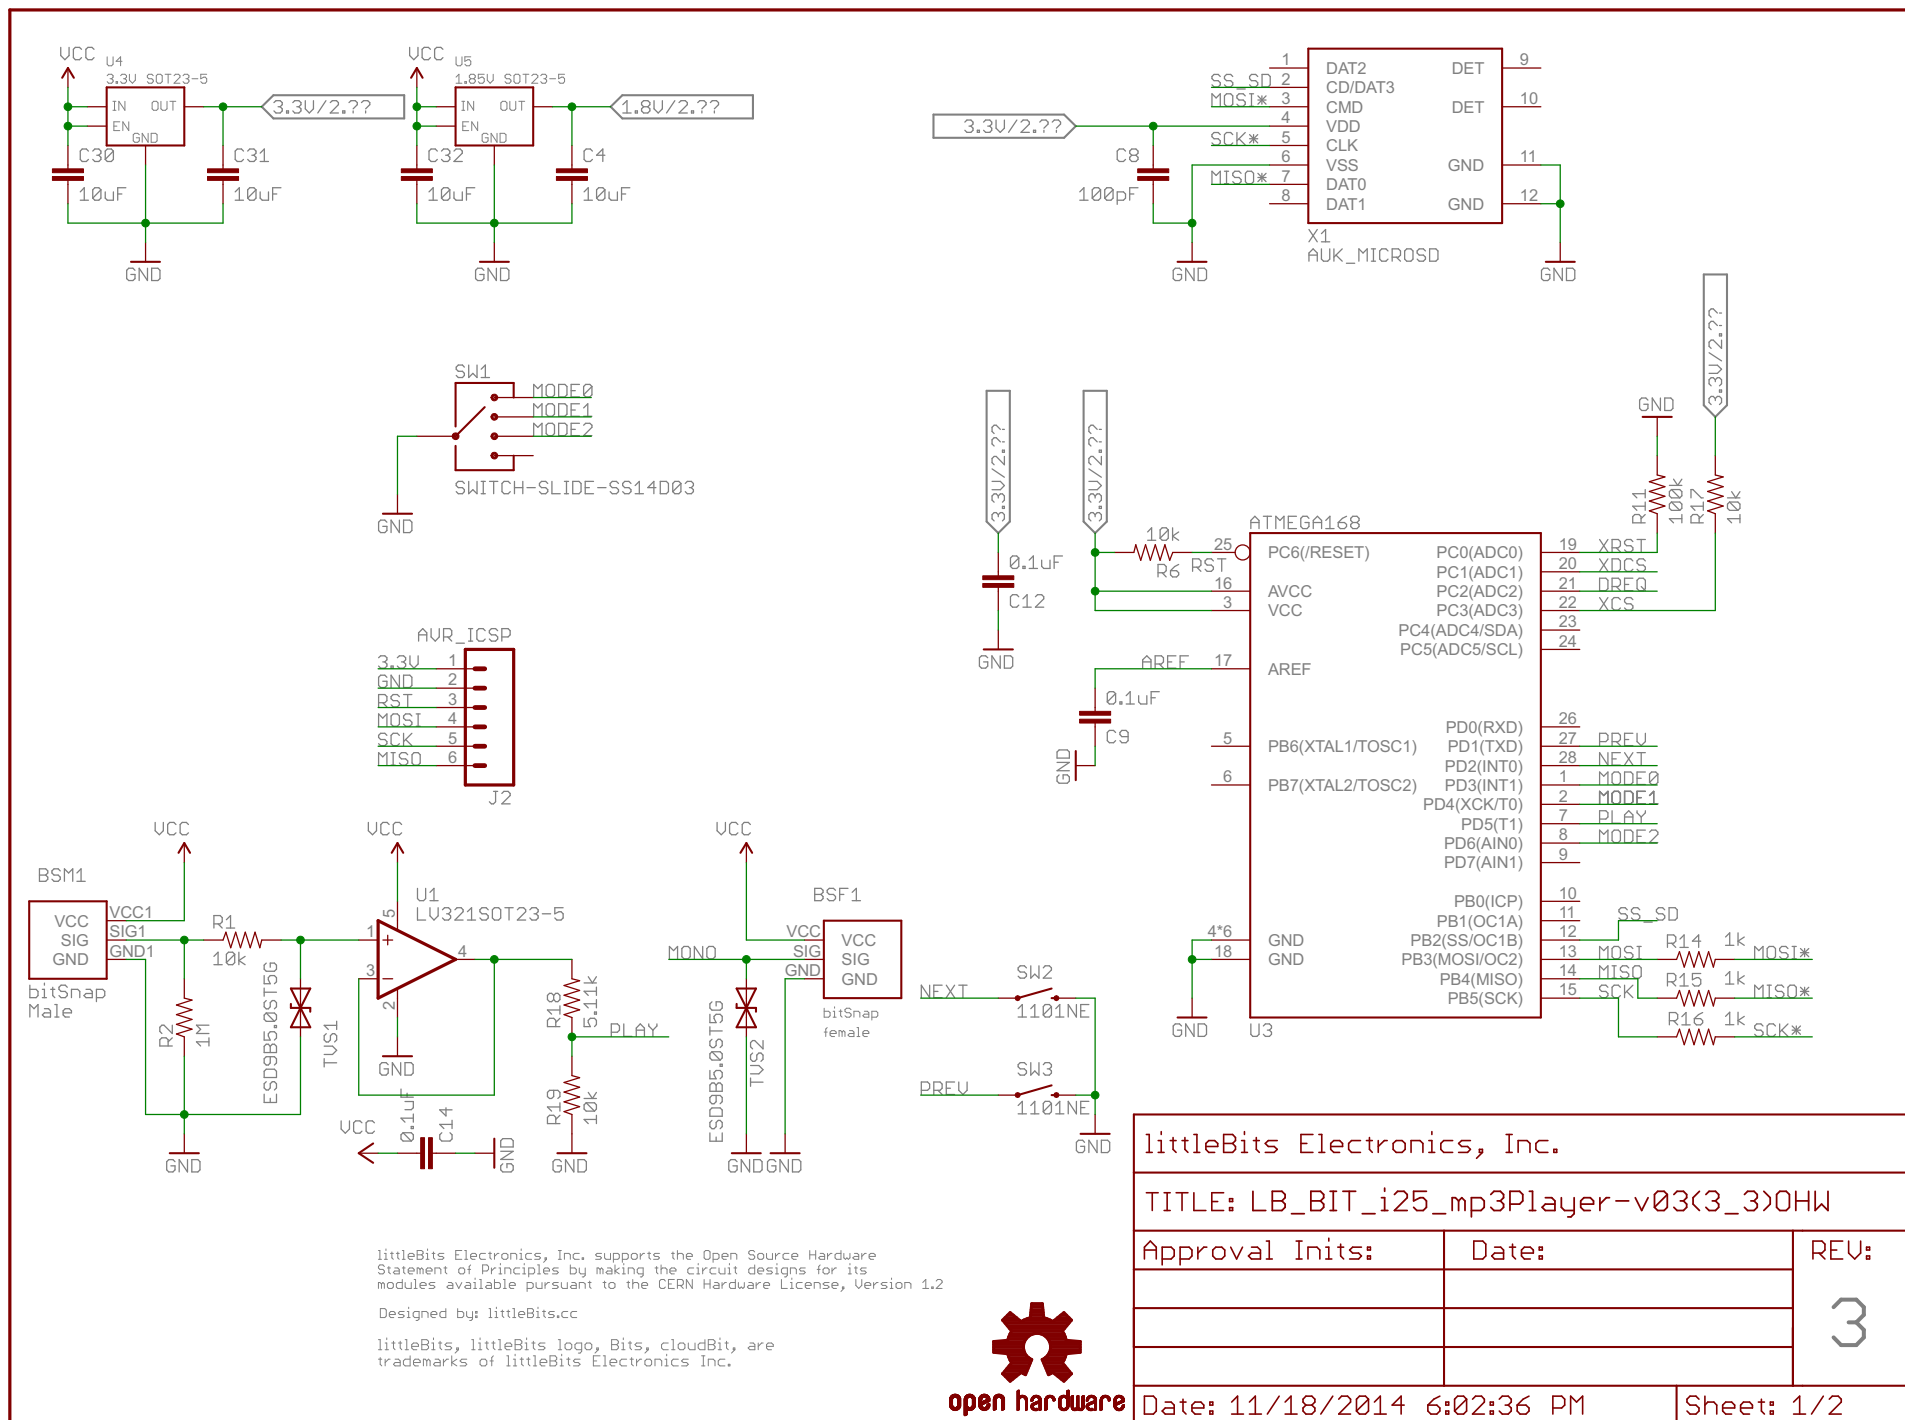 VCC
U4
3.3V SOT23-5
IN
OUT
EN
GND
3.3V/2.??
C30
10uF
C31
10uF
GND
VCC
U5
1.85V SOT23-5
IN
OUT
EN
GND
1.8V/2.??
C32
10uF
C4
10uF
GND
3.3V/2.??
C8
100pF
GND
SS_SD
MOSI*
SCK*
MISO*
1 DAT2
2 CD/DAT3
3 CMD
4 VDD
5 CLK
6 VSS
7 DAT0
8 DAT1
DET 9
DET 10
GND 11
GND 12
X1
AUK_MICROSD
GND
SW1
MODE0
MODE1
MODE2
SWITCH-SLIDE-SS14D03
GND
AVR_ICSP
3.3V 1
GND 2
RST 3
MOSI 4
SCK 5
MISO 6
J2
3.3V/2.??
0.1uF
C12
GND
3.3V/2.??
10k
R6
RST
AREF
0.1uF
C9
GND
3.3V/2.??
GND
R11
100k
R17
10k
ATMEGA168
25 PC6(/RESET)
16 AVCC
3 VCC
17 AREF
5 PB6(XTAL1/TOSC1)
6 PB7(XTAL2/TOSC2)
4*6 GND
18 GND
GND
PC0(ADC0) 19 XRST
PC1(ADC1) 20 XDCS
PC2(ADC2) 21 DREQ
PC3(ADC3) 22 XCS
PC4(ADC4/SDA) 23
PC5(ADC5/SCL) 24
PD0(RXD) 26
PD1(TXD) 27 PREV
PD2(INT0) 28 NEXT
PD3(INT1) 1 MODE0
PD4(XCK/T0) 2 MODE1
PD5(T1) 7 PLAY
PD6(AIN0) 8 MODE2
PD7(AIN1) 9
PB0(ICP) 10
PB1(OC1A) 11
PB2(SS/OC1B) 12 SS_SD
PB3(MOSI/OC2) 13 MOSI
PB4(MISO) 14 MISO
PB5(SCK) 15 SCK
U3
R14 1k MOSI*
R15 1k MISO*
R16 1k SCK*
BSM1
VCC VCC1
SIG SIG1
GND GND1
bitSnap
Male
VCC
R1
10k
R2
1M
ESD9B5.0ST5G
TVS1
GND
VCC
U1
LV321SOT23-5
5
1
+
3
-
4
2
GND
VCC
0.1uF
C14
GND
R18
5.11k
PLAY
R19
10k
GND
VCC
MONO
ESD9B5.0ST5G
TVS2
GND
GND
BSF1
VCC VCC
SIG SIG
GND GND
bitSnap
female
NEXT
SW2
1101NE
PREV
SW3
1101NE
GND
littleBits Electronics, Inc. supports the Open Source Hardware
Statement of Principles by making the circuit designs for its
modules available pursuant to the CERN Hardware License, Version 1.2
Designed by: littleBits.cc
littleBits, littleBits logo, Bits, cloudBit, are
trademarks of littleBits Electronics Inc.
open hardware
littleBits Electronics, Inc.
TITLE: LB_BIT_i25_mp3Player-v03(3_3)OHW
Approval Inits:
Date:
REV:
3
Date: 11/18/2014 6:02:36 PM
Sheet: 1/2